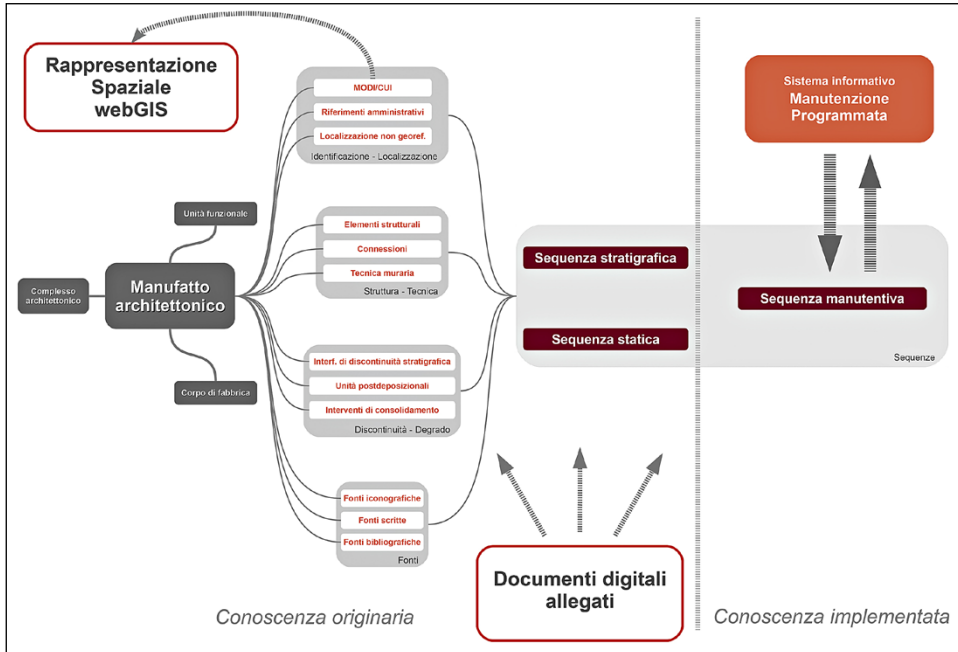 Rappresentazione
Spaziale
webGIS
MODI/CUI
Riferimenti amministrativi
Localizzazione non georef.
Identificazione - Localizzazione
Unità funzionale
Complesso
architettonico
Manufatto
architettonico
Corpo di fabbrica
Elementi strutturali
Connessioni
Tecnica muraria
Struttura - Tecnica
Interf. di discontinuità stratigrafica
Unità postdeposizionali
Interventi di consolidamento
Discontinuità - Degrado
Fonti iconografiche
Fonti scritte
Fonti bibliografiche
Fonti
Sequenza stratigrafica
Sequenza statica
Sistema informativo
Manutenzione
Programmata
Sequenza manutentiva
Sequenze
Documenti digitali
allegati
Conoscenza originaria
Conoscenza implementata